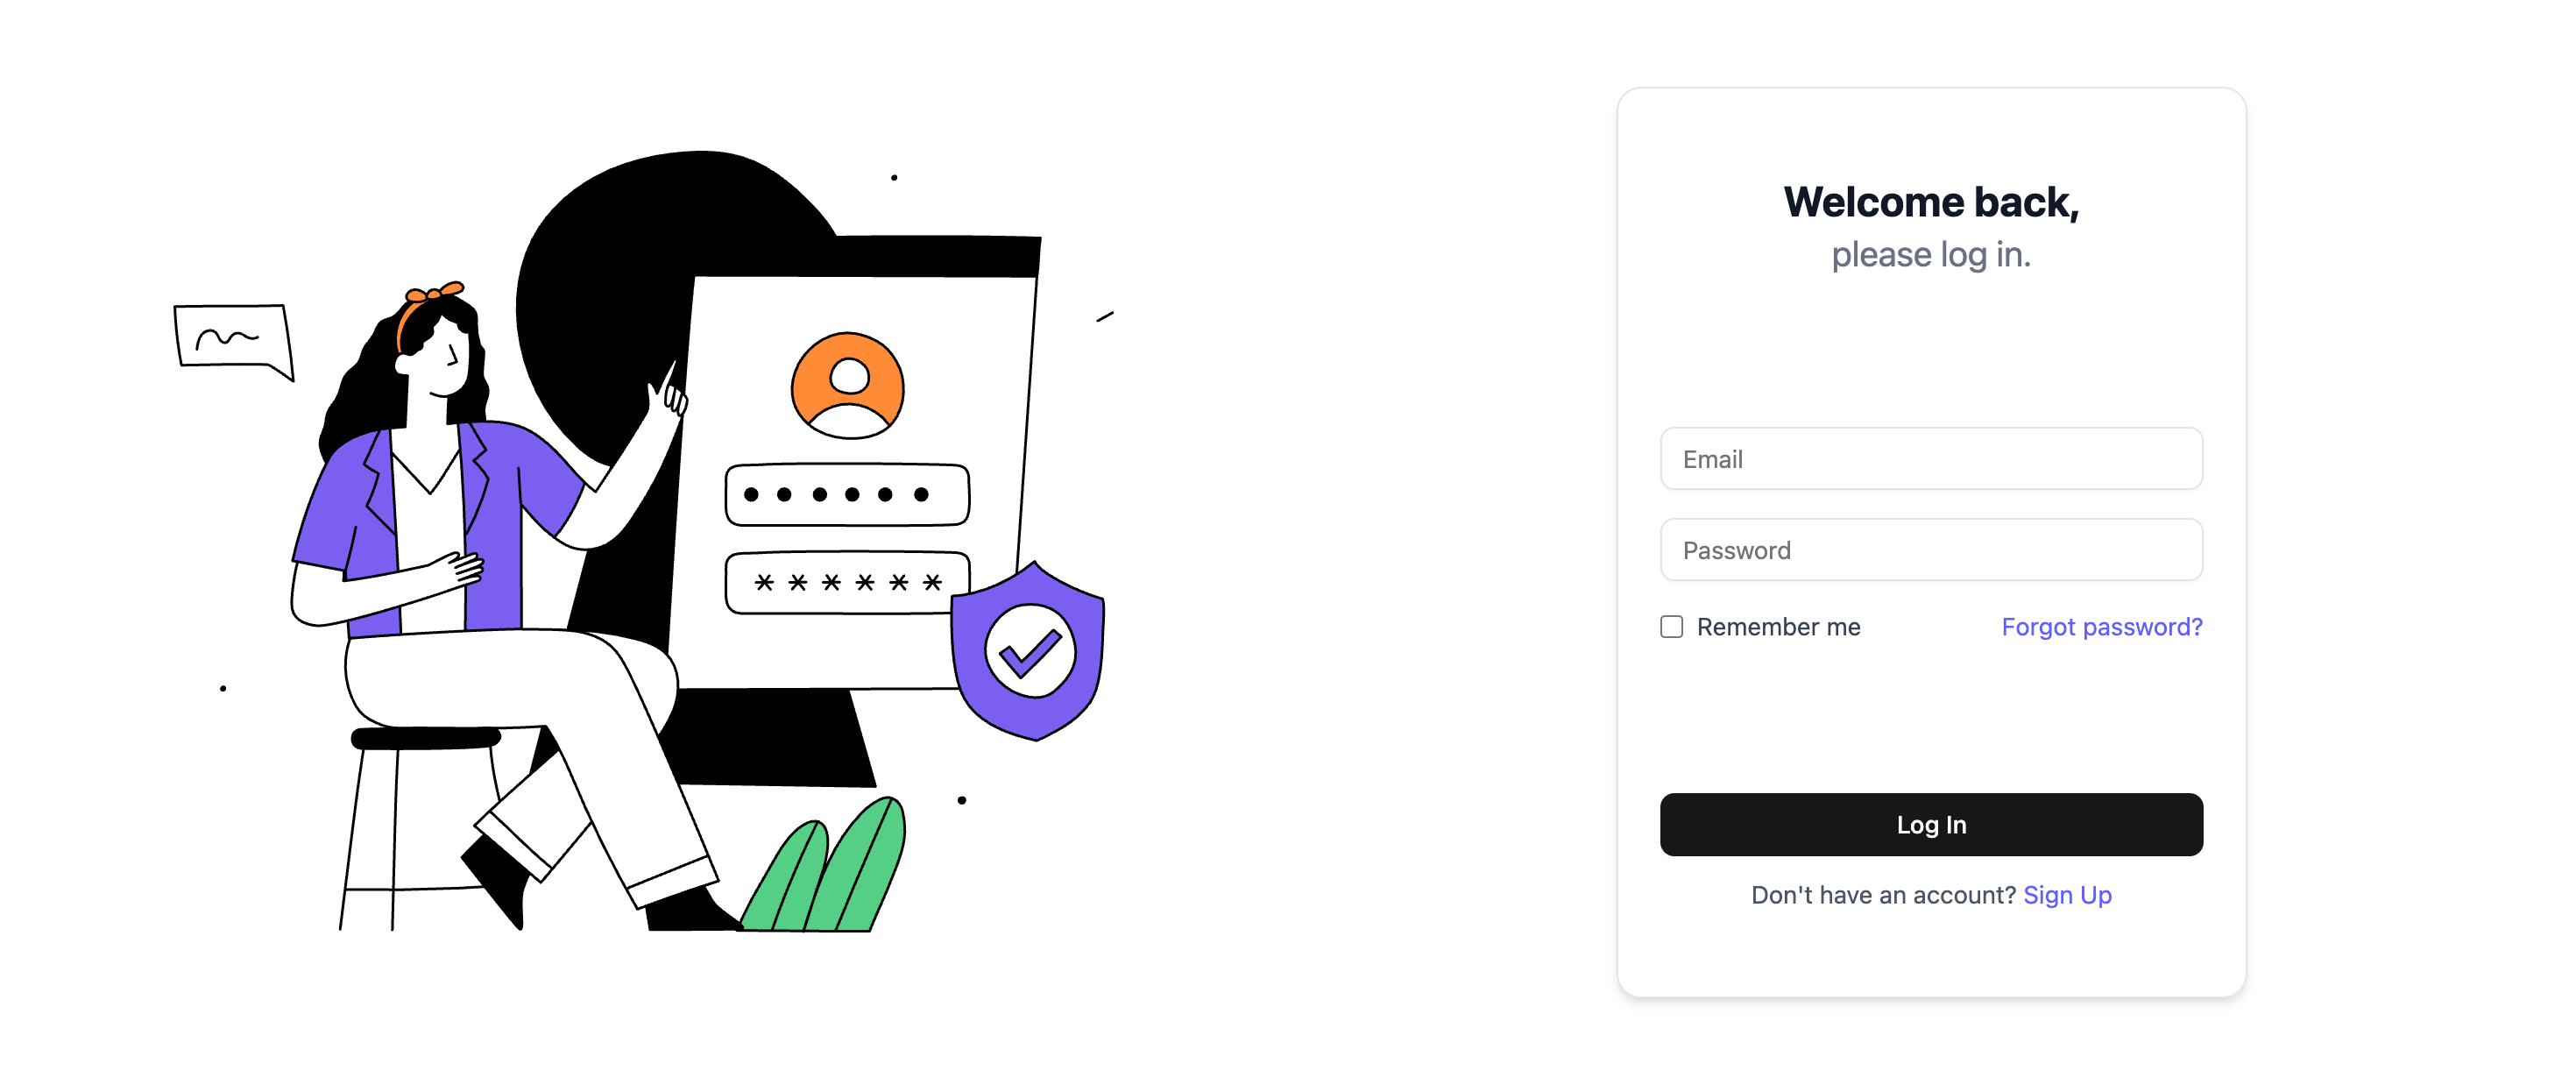 Welcome back,
please log in.
Email
Password
Remember me
Forgot password?
Log In
Don't have an account? Sign Up